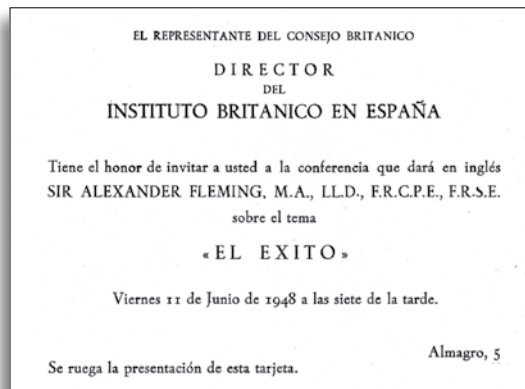 EL REPRESENTANTE DEL CONSEJO BRITANICO
DIRECTOR
DEL
INSTITUTO BRITANICO EN ESPAÑA
Tiene el honor de invitar a usted a la conferencia que dará en inglés
SIR ALEXANDER FLEMING, M.A., LL.D., F.R.C.P.E., F.R.S.E.
sobre el tema
«EL EXITO»
Viernes 11 de Junio de 1948 a las siete de la tarde.
Almagro, 5
Se ruega la presentación de esta tarjeta.